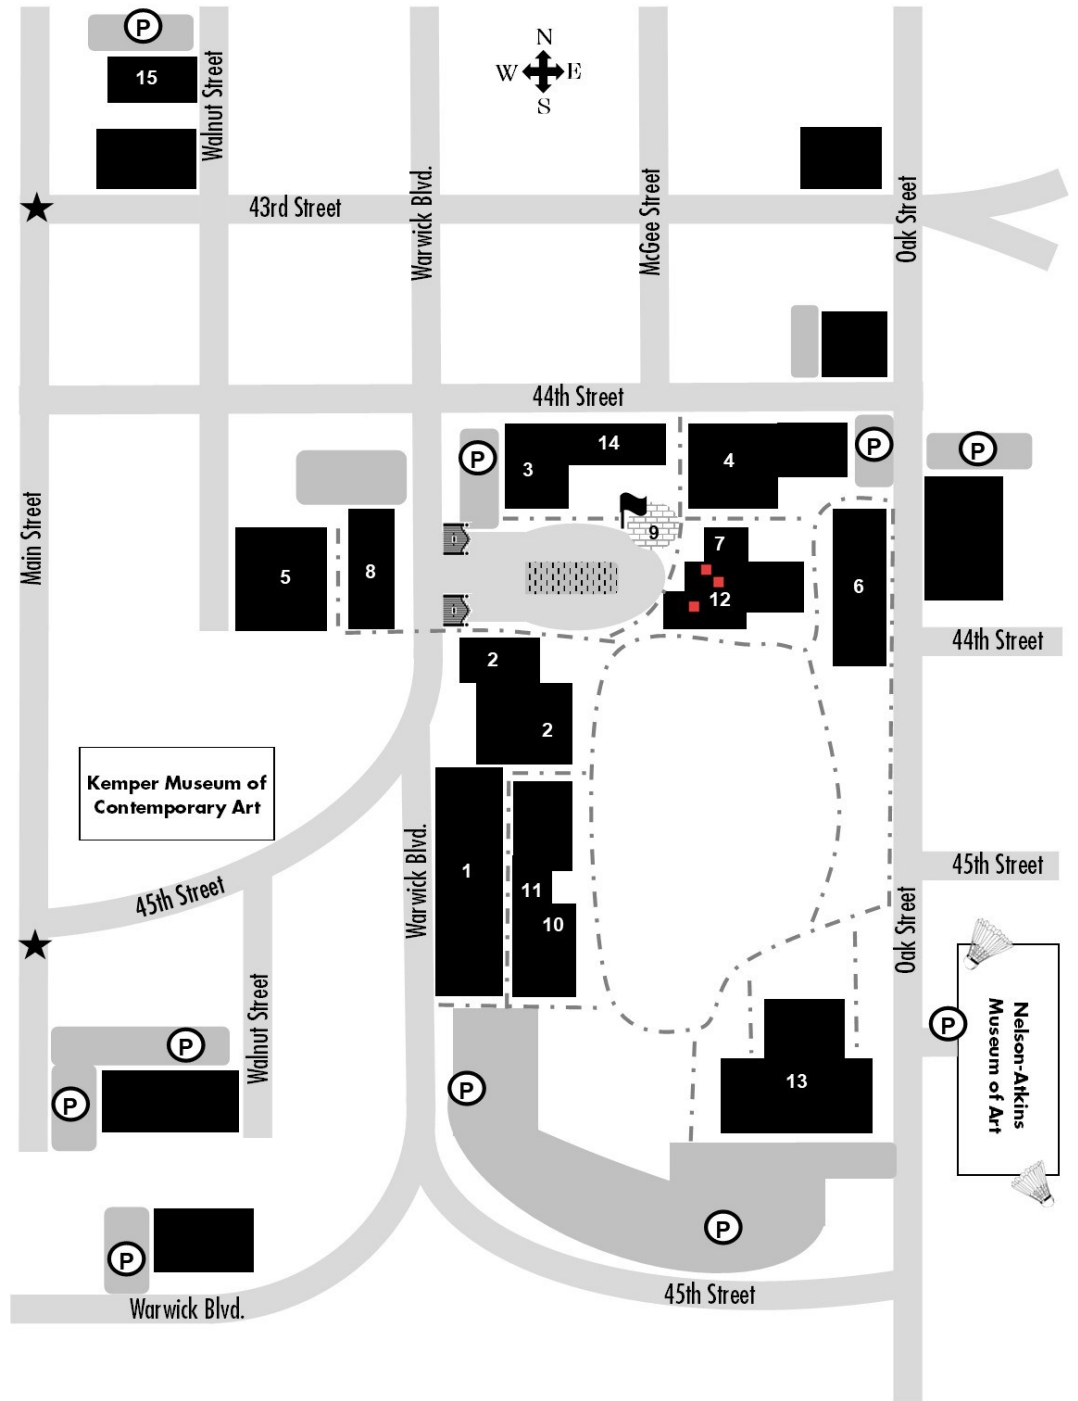 P
15
Walnut Street
N
W E
S
43rd Street
Warwick Blvd.
McGee Street
Oak Street
44th Street
Main Street
P
3
14
4
P
P
9
7
5
8
12
6
44th Street
2
2
Kemper Museum of
Contemporary Art
1
11
10
Warwick Blvd.
45th Street
45th Street
Oak Street
Walnut Street
P
P
P
13
P
Nelson-Atkins
Museum of Art
P
P
45th Street
Warwick Blvd.